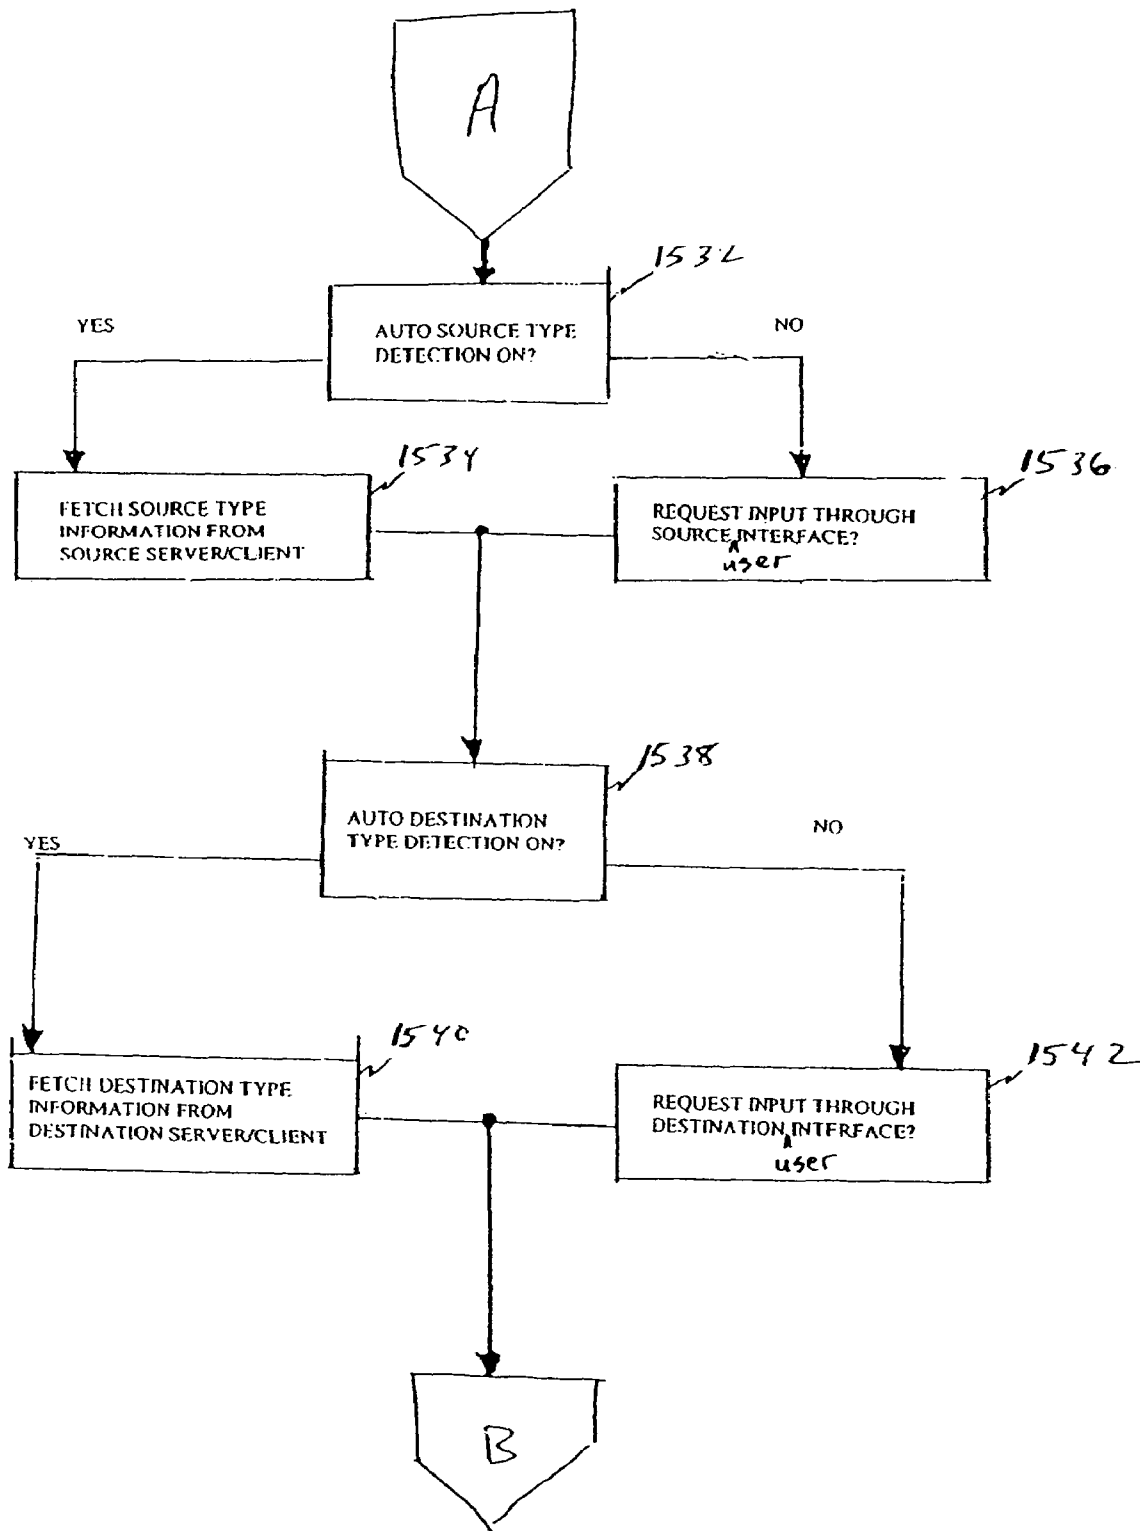 A
1532
YES
NO
AUTO SOURCE TYPE
DETECTION ON?
1534
1536
FETCH SOURCE TYPE
INFORMATION FROM
SOURCE SERVER/CLIENT
REQUEST INPUT THROUGH
SOURCE INTERFACE?
user
1538
AUTO DESTINATION
TYPE DETECTION ON?
YES
NO
1540
1542
FETCH DESTINATION TYPE
INFORMATION FROM
DESTINATION SERVER/CLIENT
REQUEST INPUT THROUGH
DESTINATION INTERFACE?
user
B